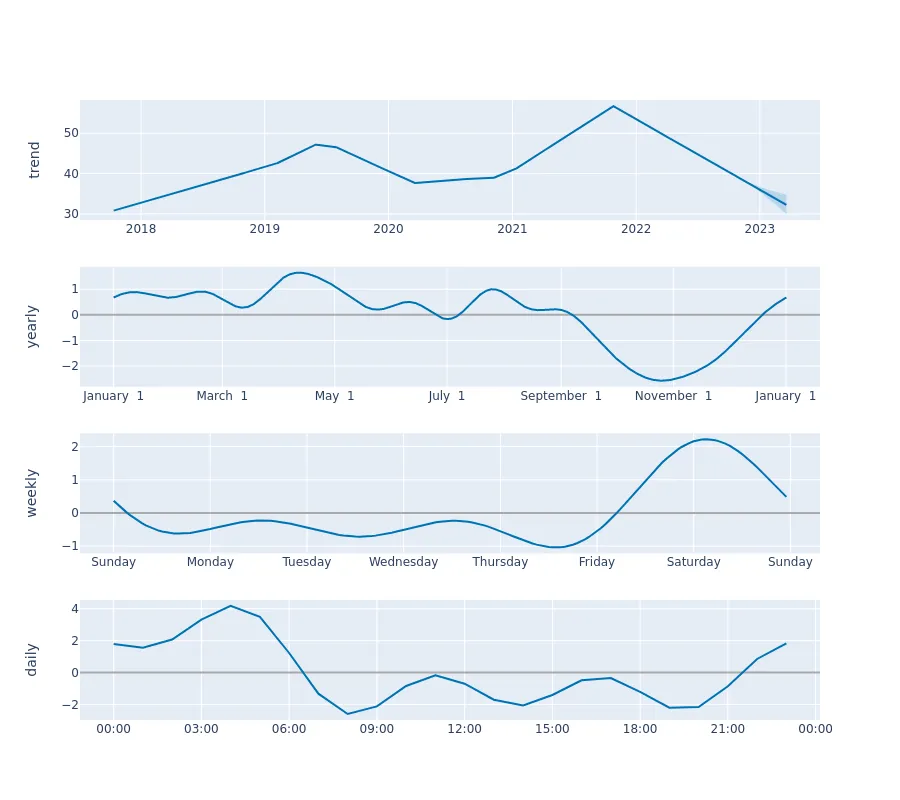 trend
50
40
30
2018 2019 2020 2021 2022 2023
yearly
1
0
−1
−2
January 1 March 1 May 1 July 1 September 1 November 1 January 1
weekly
2
1
0
−1
Sunday Monday Tuesday Wednesday Thursday Friday Saturday Sunday
daily
4
2
0
−2
00:00 03:00 06:00 09:00 12:00 15:00 18:00 21:00 00:00